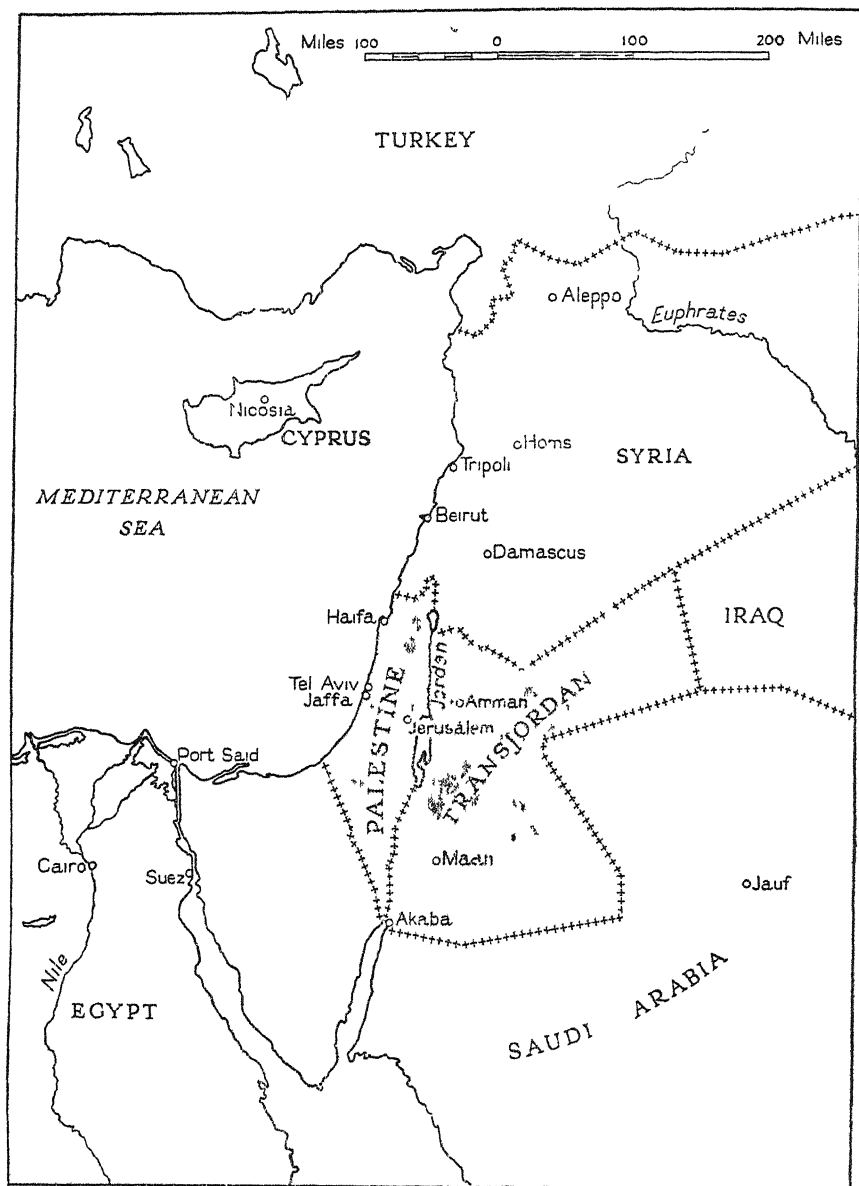 Miles 100 0 100 200 Miles
TURKEY
Aleppo
Euphrates
Nicosia
CYPRUS
Homs
Tripoli
SYRIA
MEDITERRANEAN
SEA
Beirut
Damascus
Haifa
IRAQ
Jordan
Tel Aviv
Jaffa
Amman
Jerusalem
PALESTINE
TRANSJORDAN
Port Said
Maan
Cairo
Suez
Jauf
Akaba
Nile
EGYPT
SAUDI ARABIA